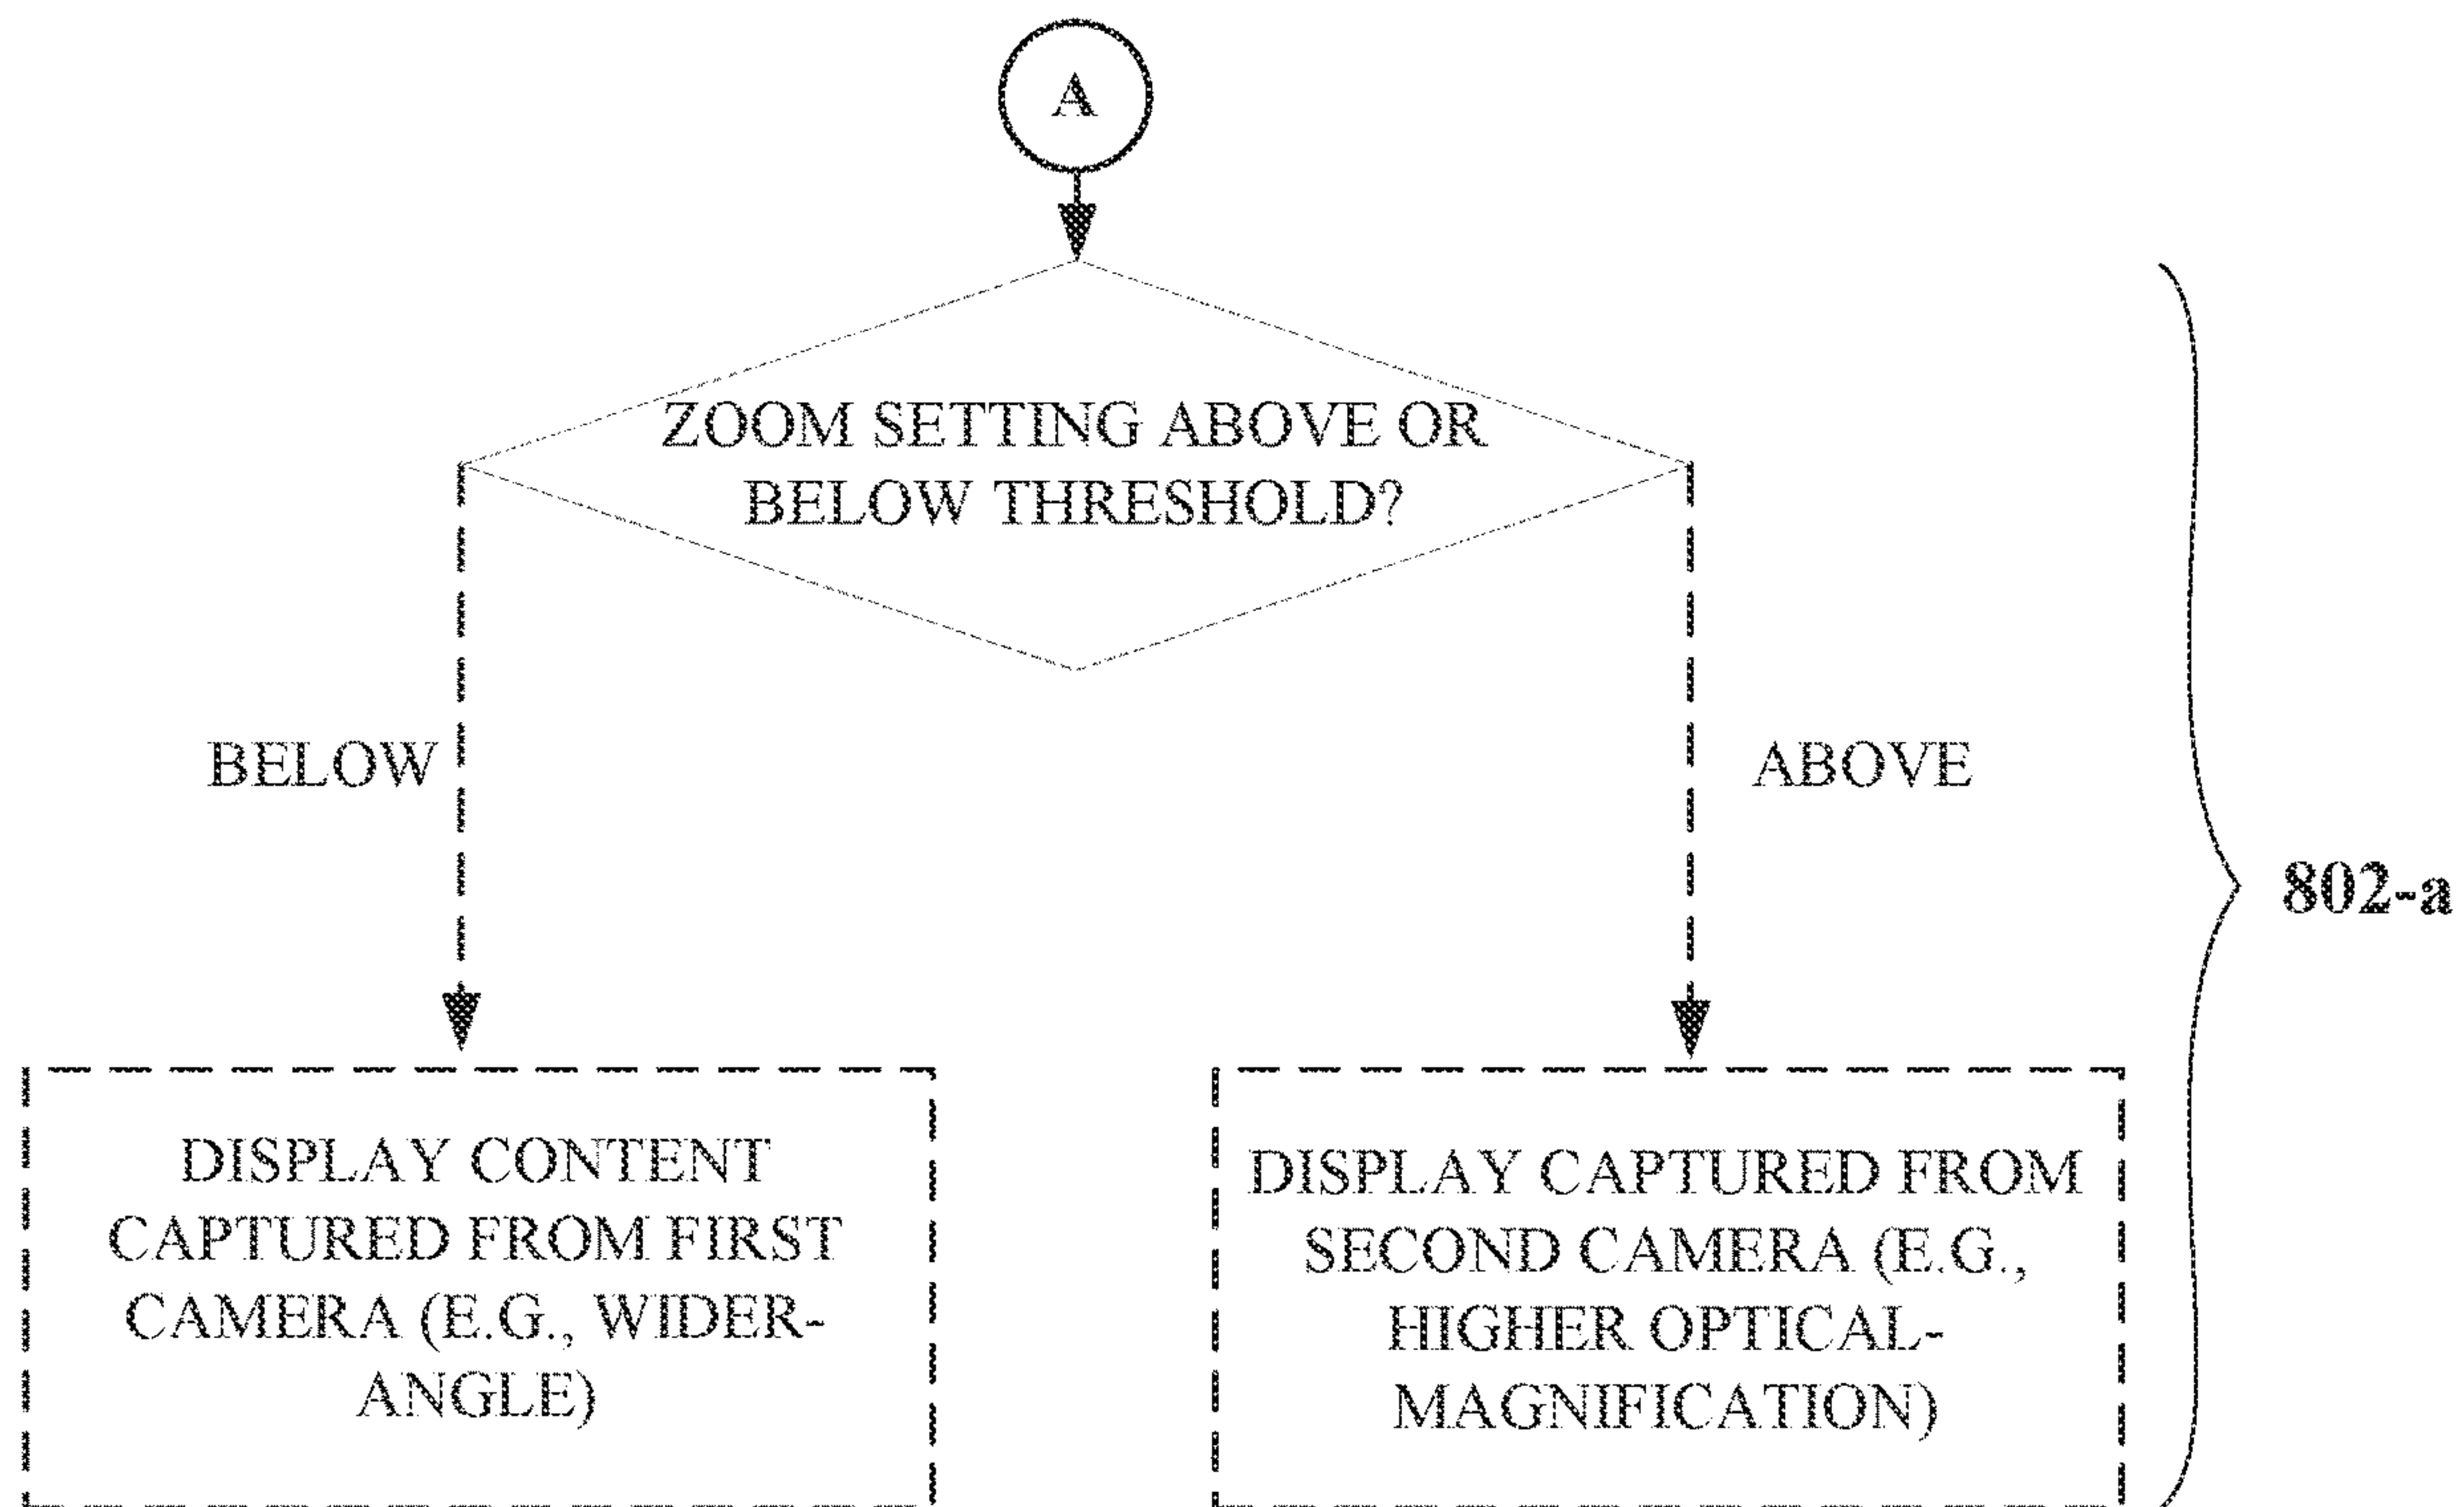 A
ZOOM SETTING ABOVE OR
BELOW THRESHOLD?
BELOW
ABOVE
802-a
DISPLAY CONTENT
CAPTURED FROM FIRST
CAMERA (E.G., WIDER-
ANGLE)
DISPLAY CAPTURED FROM
SECOND CAMERA (E.G.,
HIGHER OPTICAL-
MAGNIFICATION)